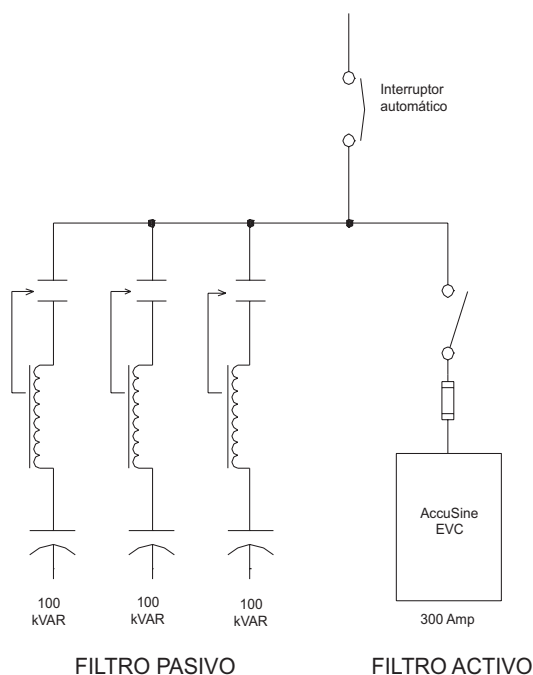 Interruptor
automático
AccuSine
EVC
100
kVAR
100
kVAR
100
kVAR
300 Amp
FILTRO PASIVO
FILTRO ACTIVO